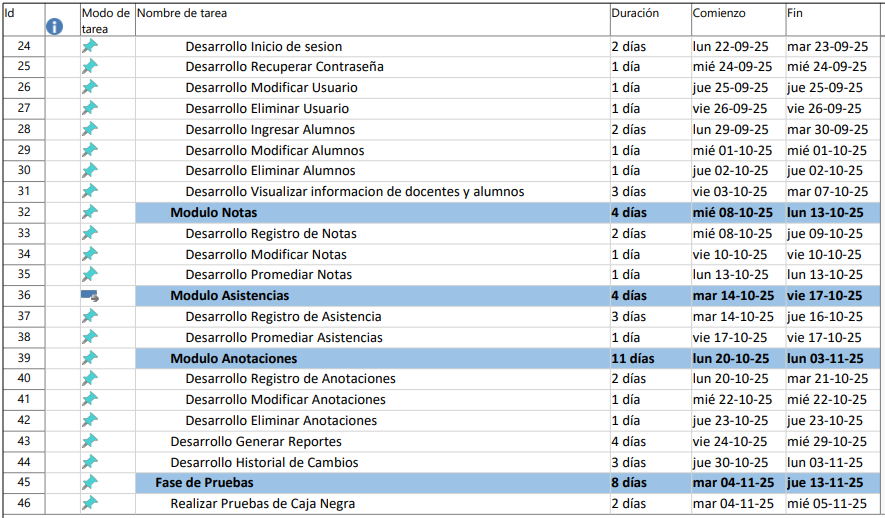 Id Modo de tarea Nombre de tarea Duración Comienzo Fin
24 Desarrollo Inicio de sesion 2 días lun 22-09-25 mar 23-09-25
25 Desarrollo Recuperar Contraseña 1 día mié 24-09-25 mié 24-09-25
26 Desarrollo Modificar Usuario 1 día jue 25-09-25 jue 25-09-25
27 Desarrollo Eliminar Usuario 1 día vie 26-09-25 vie 26-09-25
28 Desarrollo Ingresar Alumnos 2 días lun 29-09-25 mar 30-09-25
29 Desarrollo Modificar Alumnos 1 día mié 01-10-25 mié 01-10-25
30 Desarrollo Eliminar Alumnos 1 día jue 02-10-25 jue 02-10-25
31 Desarrollo Visualizar informacion de docentes y alumnos 3 días vie 03-10-25 mar 07-10-25
32 Modulo Notas 4 días mié 08-10-25 lun 13-10-25
33 Desarrollo Registro de Notas 2 días mié 08-10-25 jue 09-10-25
34 Desarrollo Modificar Notas 1 día vie 10-10-25 vie 10-10-25
35 Desarrollo Promediar Notas 1 día lun 13-10-25 lun 13-10-25
36 Modulo Asistencias 4 días mar 14-10-25 vie 17-10-25
37 Desarrollo Registro de Asistencia 3 días mar 14-10-25 jue 16-10-25
38 Desarrollo Promediar Asistencias 1 día vie 17-10-25 vie 17-10-25
39 Modulo Anotaciones 11 días lun 20-10-25 lun 03-11-25
40 Desarrollo Registro de Anotaciones 2 días lun 20-10-25 mar 21-10-25
41 Desarrollo Modificar Anotaciones 1 día mié 22-10-25 mié 22-10-25
42 Desarrollo Eliminar Anotaciones 1 día jue 23-10-25 jue 23-10-25
43 Desarrollo Generar Reportes 4 días vie 24-10-25 mié 29-10-25
44 Desarrollo Historial de Cambios 3 días jue 30-10-25 lun 03-11-25
45 Fase de Pruebas 8 días mar 04-11-25 jue 13-11-25
46 Realizar Pruebas de Caja Negra 2 días mar 04-11-25 mié 05-11-25